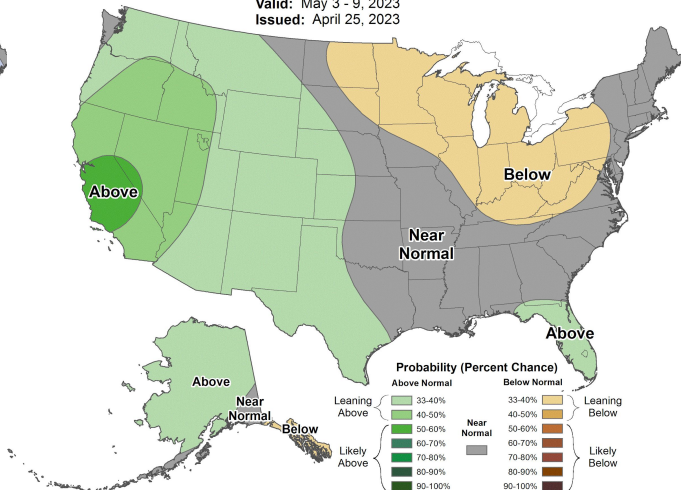 Valid: May 3 - 9, 2023
Issued: April 25, 2023
Above
Below
Near
Normal
Above
Above
Near
Normal
Below
Probability (Percent Chance)
Above Normal
Below Normal
Leaning
Above
33-40%
40-50%
Likely
Above
50-60%
60-70%
70-80%
80-90%
90-100%
Near
Normal
33-40%
40-50%
Leaning
Below
50-60%
60-70%
70-80%
80-90%
90-100%
Likely
Below